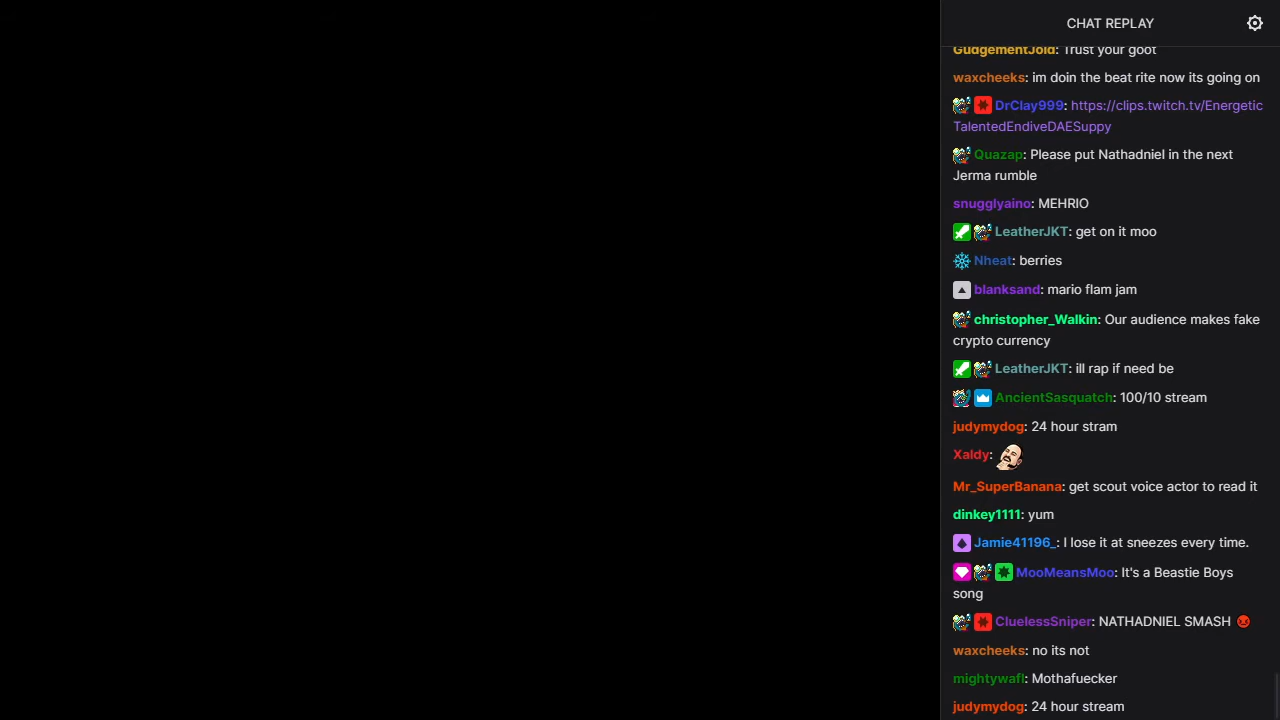 CHAT REPLAY
GudgementJoid: Trust your goot
waxcheeks: im doin the beat rite now its going on
DrClay999: https://clips.twitch.tv/Energetic
TalentedEndiveDAESuppy
Quazap: Please put Nathadniel in the next
Jerma rumble
snugglyaino: MEHRIO
LeatherJKT: get on it moo
Nheat: berries
blanksand: mario flam jam
christopher_Walkin: Our audience makes fake
crypto currency
LeatherJKT: ill rap if need be
AncientSasquatch: 100/10 stream
judymydog: 24 hour stram
Xaldy:
Mr_SuperBanana: get scout voice actor to read it
dinkey1111: yum
Jamie41196_: I lose it at sneezes every time.
MooMeansMoo: It's a Beastie Boys
song
CluelessSniper: NATHADNIEL SMASH
waxcheeks: no its not
mightywafl: Mothafuecker
judymydog: 24 hour stream